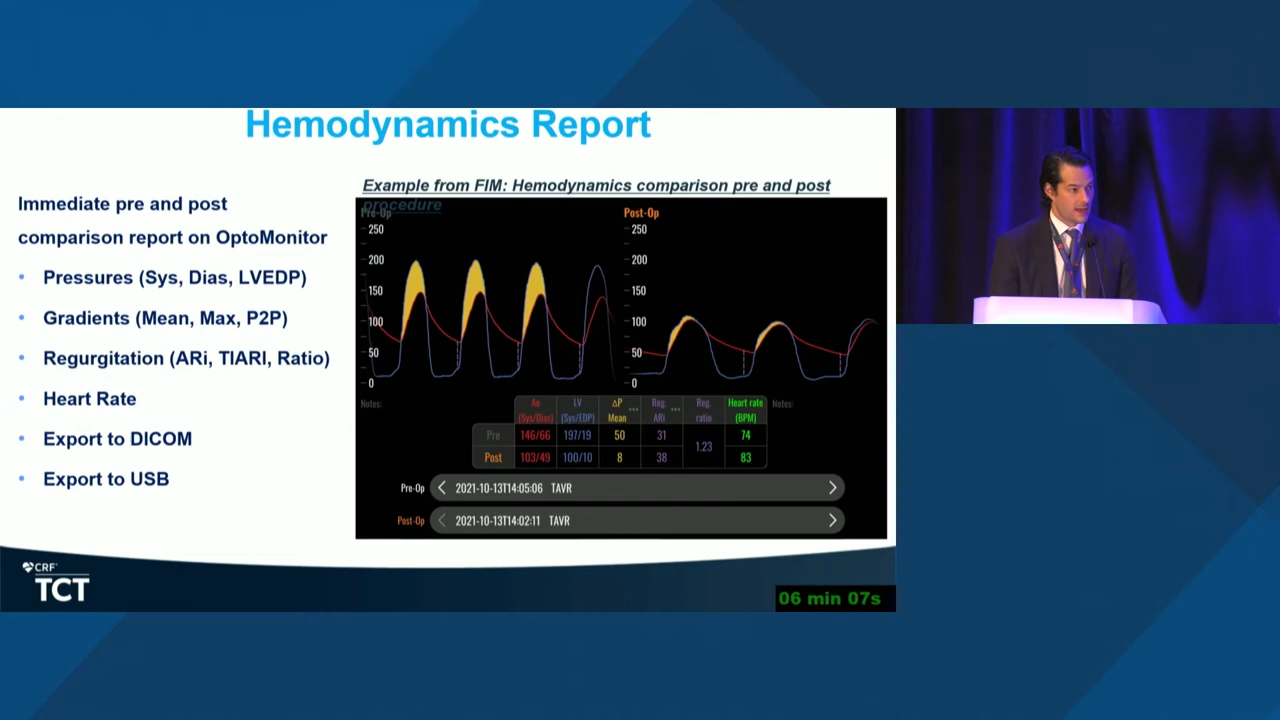 Hemodynamics Report
Immediate pre and post
comparison report on OptoMonitor
• Pressures (Sys, Dias, LVEDP)
• Gradients (Mean, Max, P2P)
• Regurgitation (ARi, TIARI, Ratio)
• Heart Rate
• Export to DICOM
• Export to USB
Example from FIM: Hemodynamics comparison pre and post
procedure
Pre-Op
250
200
150
100
50
0
Post-Op
250
200
150
100
50
0
Notes:
Notes:
Ao LV ΔP ... Reg. ... Reg. Heart rate
(Sys/Dias) (Sys/EDP) Mean ARi ratio (BPM)
Pre 146/66 197/19 50 31 74
1.23
Post 103/49 100/10 8 38 83
Pre-Op 2021-10-13T14:05:06 TAVR
Post-Op 2021-10-13T14:02:11 TAVR
CRF
TCT
06 min 07s